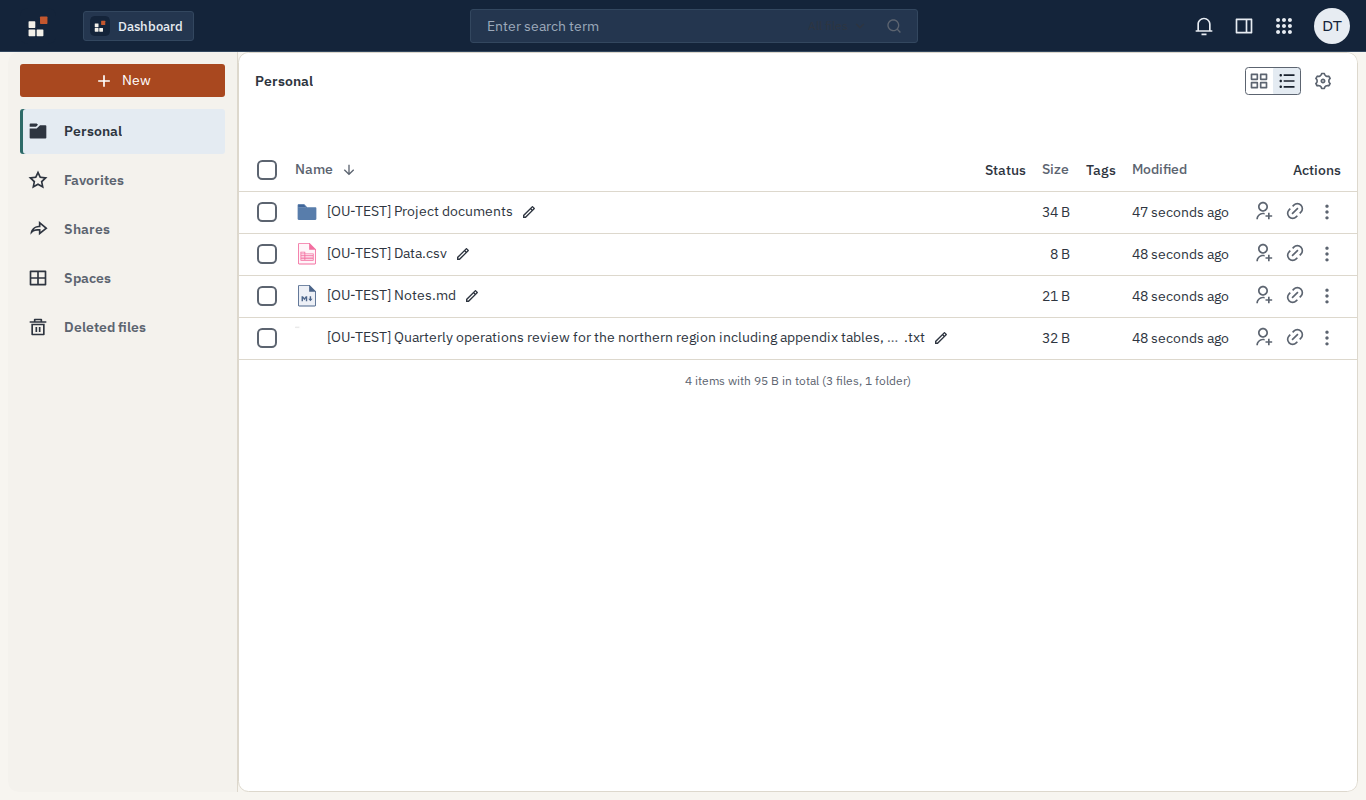 Dashboard
Enter search term
DT
New
Personal
Favorites
Shares
Spaces
Deleted files
Personal
Name Status Size Tags Modified Actions
[OU-TEST] Project documents 34 B 47 seconds ago
[OU-TEST] Data.csv 8 B 48 seconds ago
[OU-TEST] Notes.md 21 B 48 seconds ago
[OU-TEST] Quarterly operations review for the northern region including appendix tables, ... .txt 32 B 48 seconds ago
4 items with 95 B in total (3 files, 1 folder)